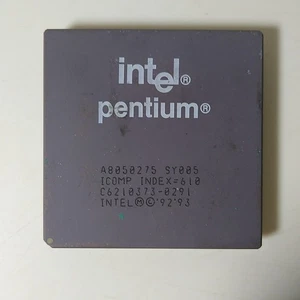 intel®
pentium®
A8050275 SY005
ICOMP INDEX=610
C6210373-0291
INTEL Ⓜ © '92 '93